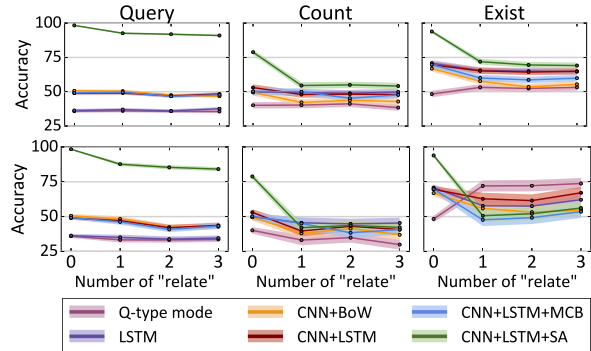 Query Count Exist
Accuracy
100
75
50
25
Accuracy
100
75
50
25
0 1 2 3 0 1 2 3 0 1 2 3
Number of "relate" Number of "relate" Number of "relate"
Q-type mode CNN+BoW CNN+LSTM+MCB
LSTM CNN+LSTM CNN+LSTM+SA